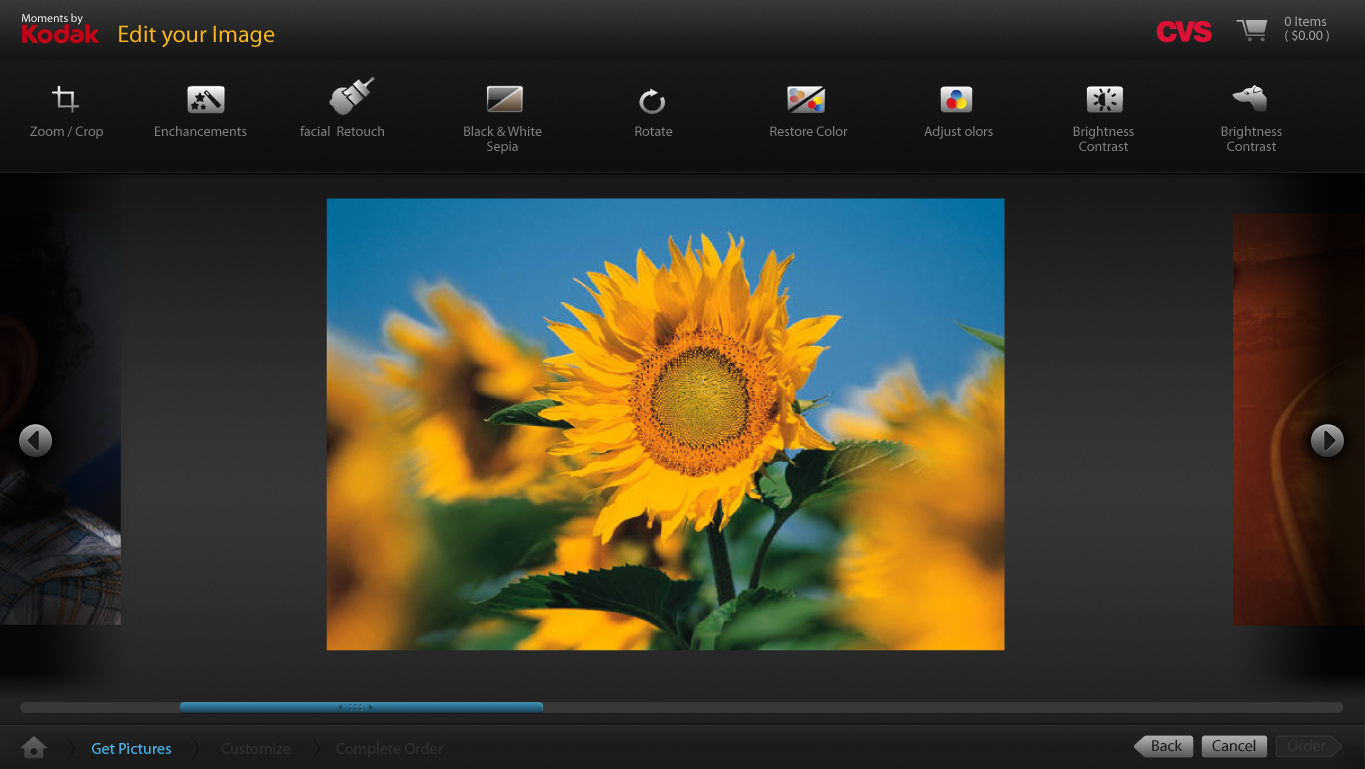 Moments by
Kodak
Edit your Image
CVS
0 Items
( $0.00 )
Zoom / Crop
Enchancements
facial Retouch
Black & White
Sepia
Rotate
Restore Color
Adjust olors
Brightness
Contrast
Brightness
Contrast
Get Pictures
Customize
Complete Order
Back
Cancel
Order